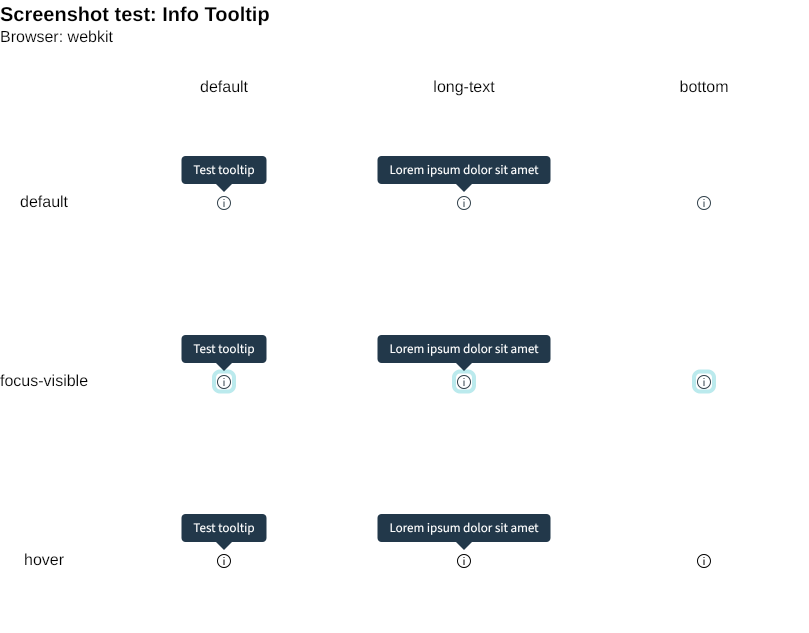 Screenshot test: Info Tooltip
Browser: webkit
default long-text bottom
Test tooltip Lorem ipsum dolor sit amet
default
Test tooltip Lorem ipsum dolor sit amet
focus-visible
Test tooltip Lorem ipsum dolor sit amet
hover